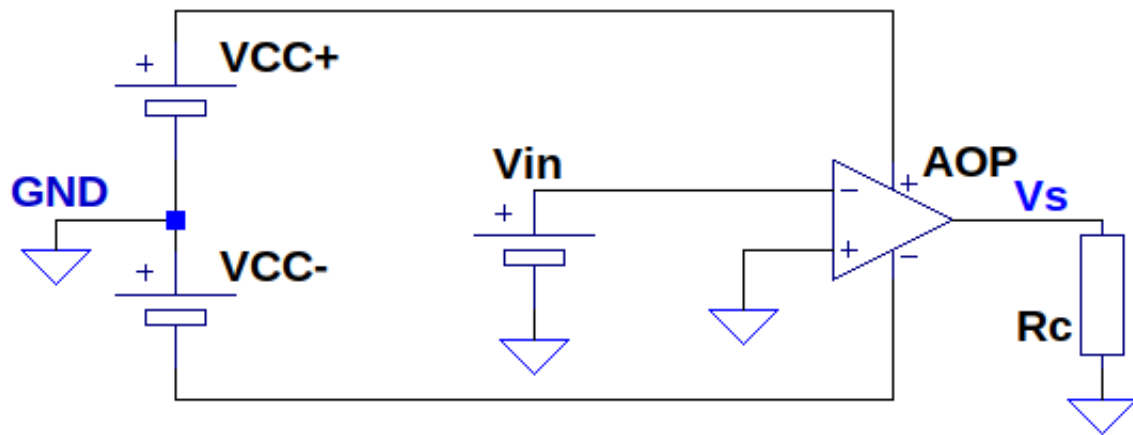 + VCC+
GND
+ VCC-
Vin
+
AOP
− +
+ −
Vs
Rc